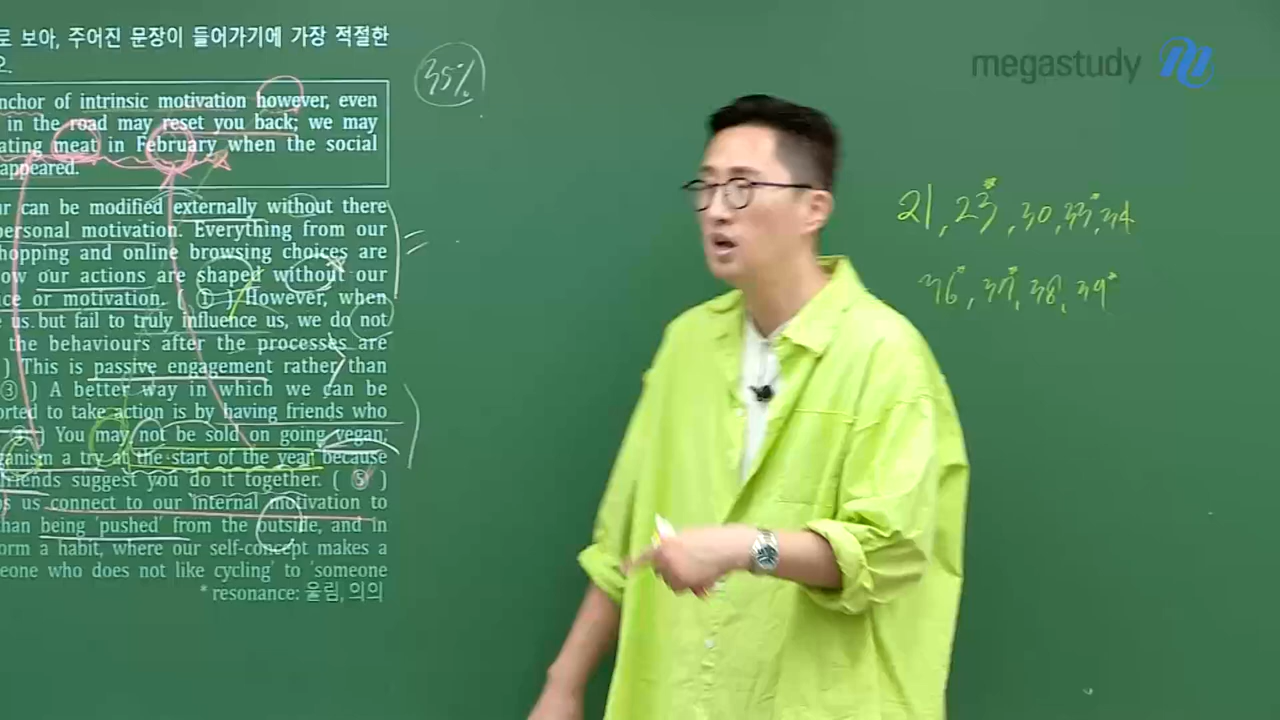 로 보아, 주어진 문장이 들어가기에 가장 적절한
오.
nchor of intrinsic motivation however, even
in the road may reset you back; we may
ating meat in February when the social
appeared.
ur can be modified externally without there
personal motivation. Everything from our
hopping and online browsing choices are
ow our actions are shaped without our
ce or motivation. ( ① ) However, when
us but fail to truly influence us, we do not
the behaviours after the processes are
) This is passive engagement rather than
③ ) A better way in which we can be
orted to take action is by having friends who
④ ) You may not be sold on going vegan;
ganism a try at the start of the year because
friends suggest you do it together. ( ⑤ )
s us connect to our internal motivation to
han being 'pushed' from the outside, and in
orm a habit, where our self-concept makes a
eone who does not like cycling' to 'someone
* resonance: 울림, 의의
35%
megastudy
21, 23*, 30, 33*, 34
36*, 37*, 38, 39*